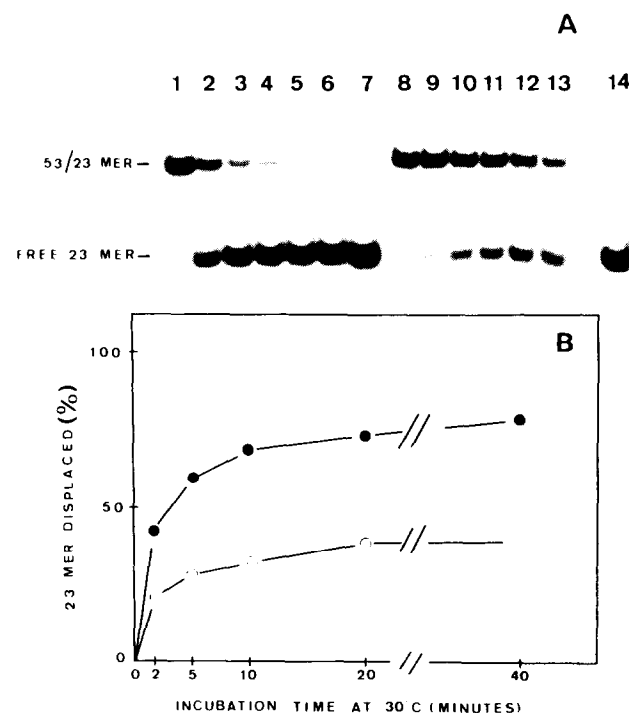 A
1 2 3 4 5 6 7 8 9 10 11 12 13 14
53/23 MER
FREE 23 MER
B
100
50
0
23 MER DISPLACED (%)
0 2 5 10 20 40
INCUBATION TIME AT 30°C (MINUTES)